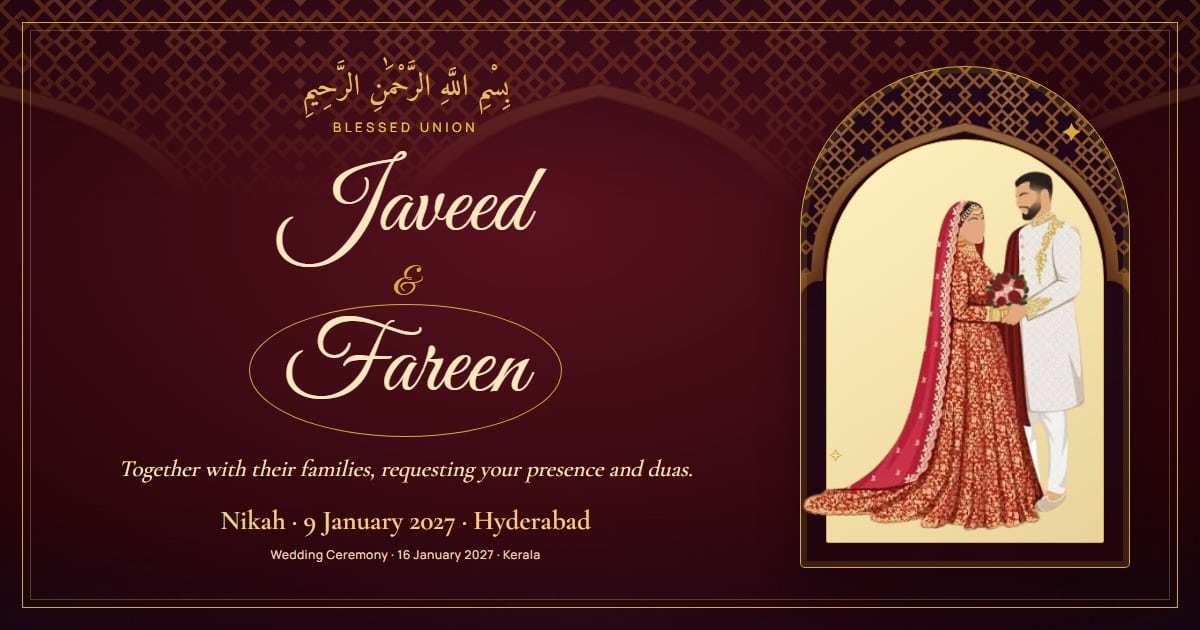 بِسْمِ اللَّهِ الرَّحْمَٰنِ الرَّحِيمِ
BLESSED UNION
Javeed
&
Fareen
Together with their families, requesting your presence and duas.
Nikah · 9 January 2027 · Hyderabad
Wedding Ceremony · 16 January 2027 · Kerala